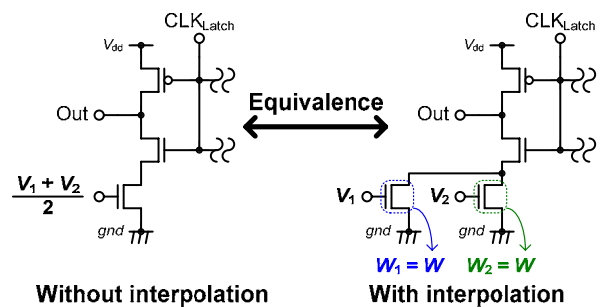 CLK_Latch
V_dd
Out
V_1 + V_2
2
gnd
Without interpolation
Equivalence
CLK_Latch
V_dd
Out
V_1
V_2
gnd
gnd
W_1 = W
W_2 = W
With interpolation